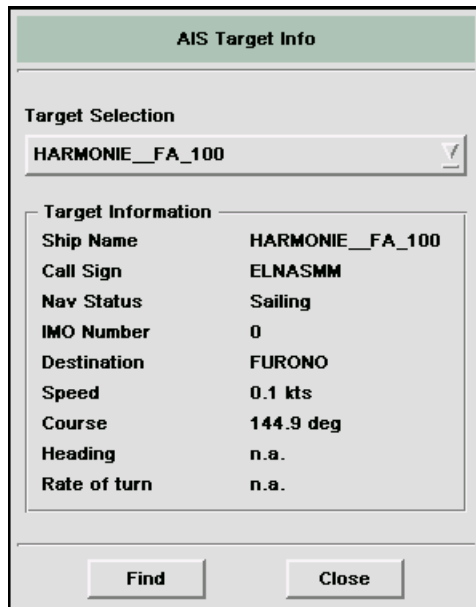 AIS Target Info
Target Selection
HARMONIE__FA_100
Target Information
Ship Name HARMONIE__FA_100
Call Sign ELNASMM
Nav Status Sailing
IMO Number 0
Destination FURONO
Speed 0.1 kts
Course 144.9 deg
Heading n.a.
Rate of turn n.a.
Find Close